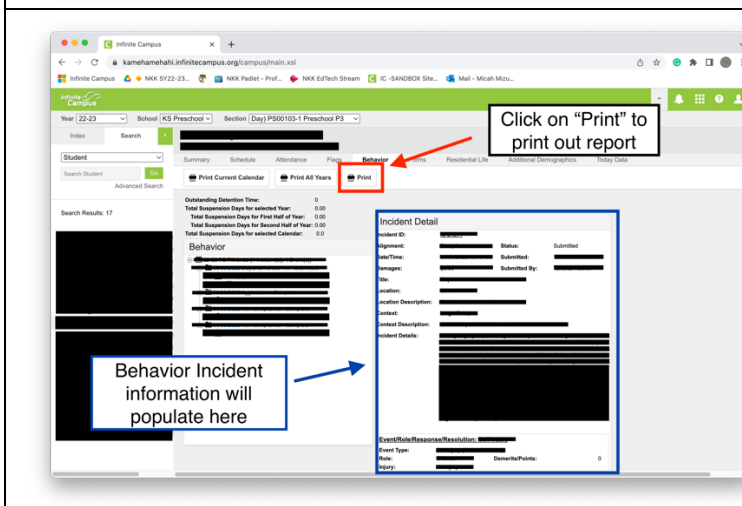 Infinite Campus
kamehamehahi.infinitecampus.org/campus/main.xsl
Infinite Campus NKK SY22-23... NKK Padlet - Prof... NKK EdTech Stream IC -SANDBOX Site... Mail - Micah Mizu...
Infinite Campus
Year 22-23 School KS Preschool Section (Day) PS00103-1 Preschool P3
Click on “Print” to
print out report
Index Search
Student
Search Student Go
Advanced Search
Search Results: 17
Summary Schedule Attendance Flags Behavior Forms Residential Life Additional Demographics Today Data
Print Current Calendar Print All Years Print
Outstanding Detention Time: 0
Total Suspension Days for selected Year: 0.00
Total Suspension Days for First Half of Year: 0.00
Total Suspension Days for Second Half of Year: 0.00
Total Suspension Days for selected Calendar: 0.0
Behavior
Incident Detail
Incident ID:
Alignment: Status: Submitted
Date/Time: Submitted:
Damages: Submitted By:
Title:
Location:
Location Description:
Context:
Context Description:
Incident Details:
Behavior Incident
information will
populate here
Event/Role/Response/Resolution:
Event Type:
Role: Demerits/Points: 0
Injury: